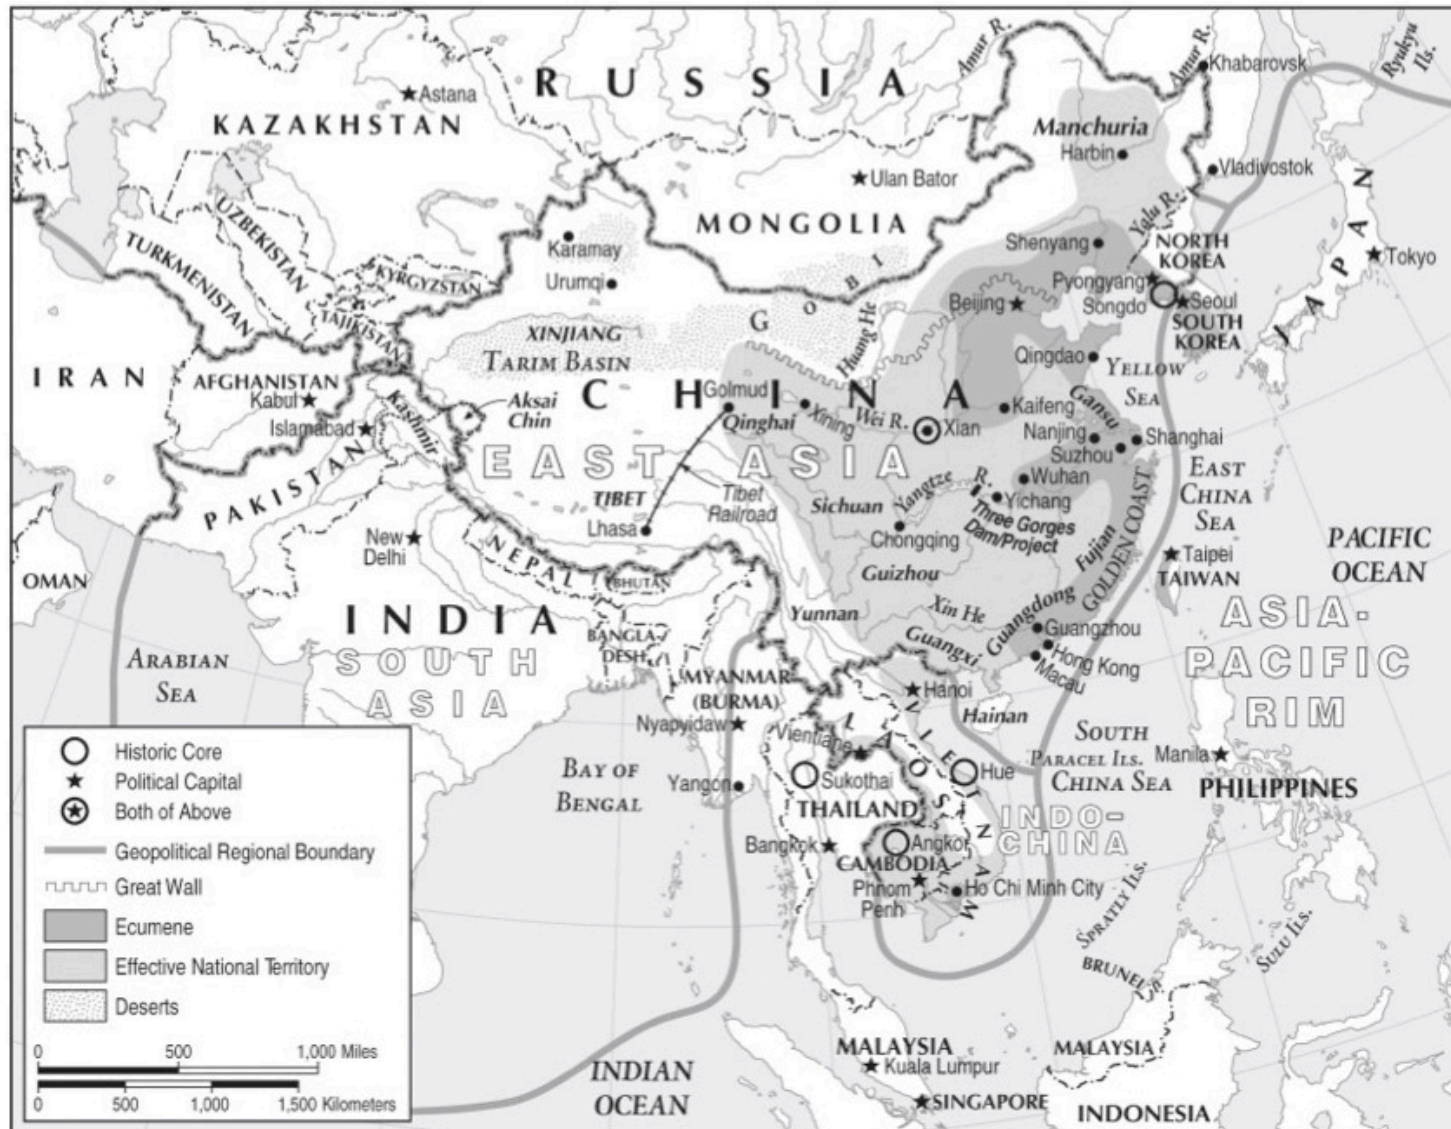 RUSSIA
Amur R.
Amur R.
Khabarovsk
Ryukyu
Ils.
Astana
KAZAKHSTAN
Manchuria
Harbin
Vladivostok
Ulan Bator
MONGOLIA
JAPAN
Tokyo
UZBEKISTAN
TURKMENISTAN
KYRGYZSTAN
TAJIKISTAN
Karamay
Urumqi
GOBI
Shenyang
Yalu R.
NORTH
KOREA
Pyongyang
Songdo
Seoul
SOUTH
KOREA
Beijing
Huang He
XINJIANG
TARIM BASIN
IRAN
AFGHANISTAN
Kabul
Islamabad
Kashmir
Aksai
Chin
CHINA
Golmud
Qinghai
Xining
Wei R.
Xian
Kaifeng
Qingdao
YELLOW
SEA
Gansu
Nanjing
Suzhou
Shanghai
EAST ASIA
PAKISTAN
TIBET
Lhasa
Tibet
Railroad
Sichuan
Yangtze
R.
Wuhan
Yichang
Three Gorges
Dam/Project
Chongqing
EAST
CHINA
SEA
Fujian
GOLDEN COAST
New
Delhi
NEPAL
BHUTAN
Guizhou
Taipei
TAIWAN
PACIFIC
OCEAN
OMAN
INDIA
SOUTH
ASIA
BANGLA-
DESH
Yunnan
Xin He
Guangxi
Guangdong
Guangzhou
Hong Kong
Macau
ASIA-
PACIFIC
RIM
ARABIAN
SEA
MYANMAR
(BURMA)
Nyapyidaw
Hanoi
Hainan
VIETNAM
LAOS
Vientiane
SOUTH
PARACEL ILS.
CHINA SEA
Manila
PHILIPPINES
BAY OF
BENGAL
Yangon
Sukothai
THAILAND
Hue
INDO-
CHINA
Bangkok
Angkor
CAMBODIA
Phnom
Penh
Ho Chi Minh City
SPRATLY ILS.
SULU ILS.
BRUNEI
MALAYSIA
Kuala Lumpur
MALAYSIA
SINGAPORE
INDONESIA
INDIAN
OCEAN
Historic Core
Political Capital
Both of Above
Geopolitical Regional Boundary
Great Wall
Ecumene
Effective National Territory
Deserts
0 500 1,000 Miles
0 500 1,000 1,500 Kilometers